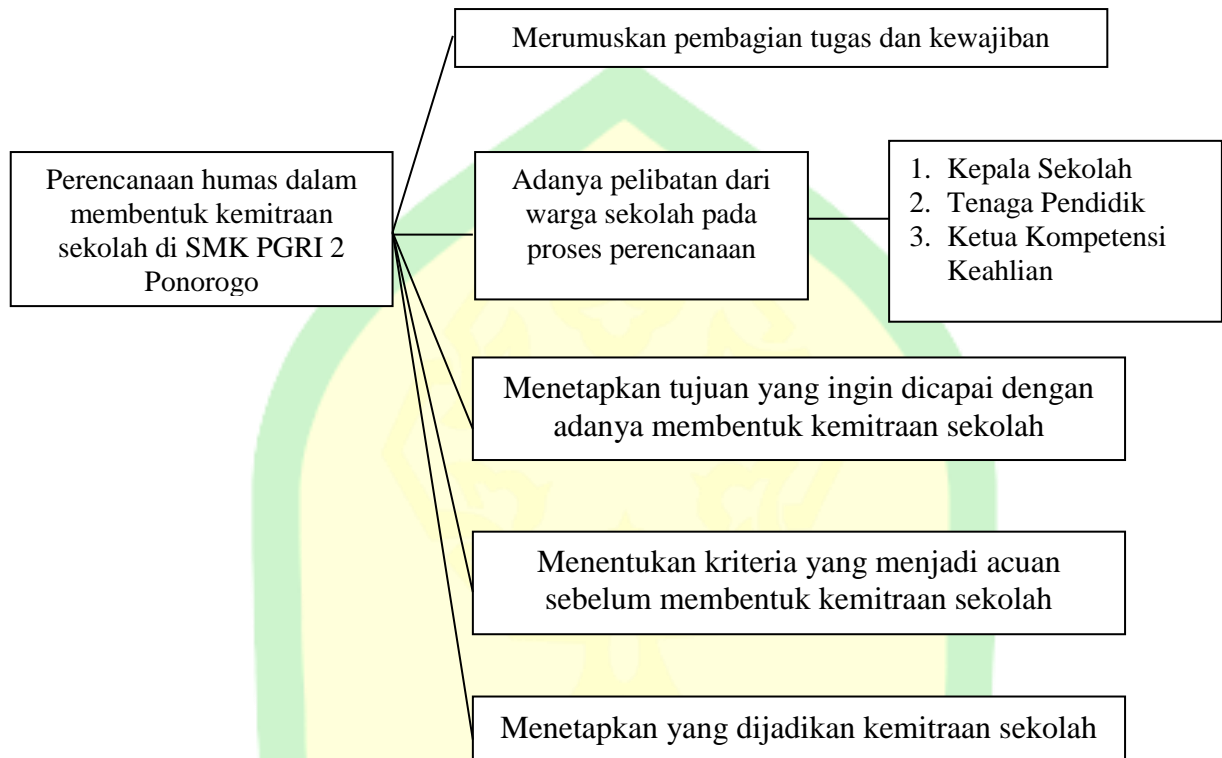 Merumuskan pembagian tugas dan kewajiban
Perencanaan humas dalam
membentuk kemitraan
sekolah di SMK PGRI 2
Ponorogo
Adanya pelibatan dari
warga sekolah pada
proses perencanaan
1. Kepala Sekolah
2. Tenaga Pendidik
3. Ketua Kompetensi
Keahlian
Menetapkan tujuan yang ingin dicapai dengan
adanya membentuk kemitraan sekolah
Menentukan kriteria yang menjadi acuan
sebelum membentuk kemitraan sekolah
Menetapkan yang dijadikan kemitraan sekolah